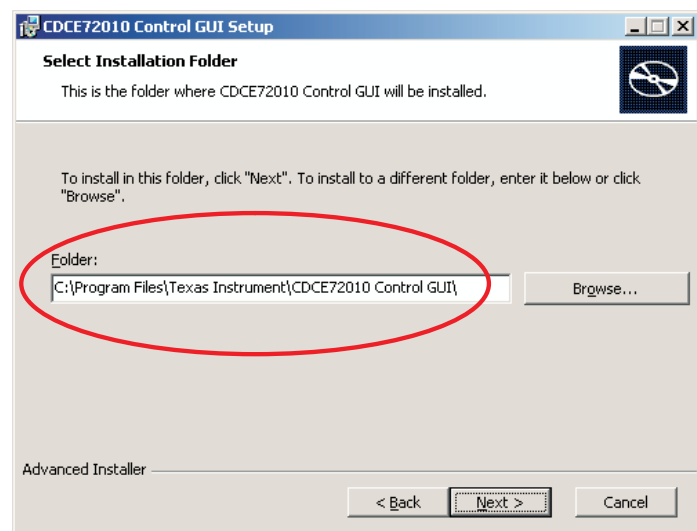 CDCE72010 Control GUI Setup
Select Installation Folder
This is the folder where CDCE72010 Control GUI will be installed.
To install in this folder, click "Next". To install to a different folder, enter it below or click
"Browse".
Folder:
C:\Program Files\Texas Instrument\CDCE72010 Control GUI\
Browse...
Advanced Installer
< Back
Next >
Cancel